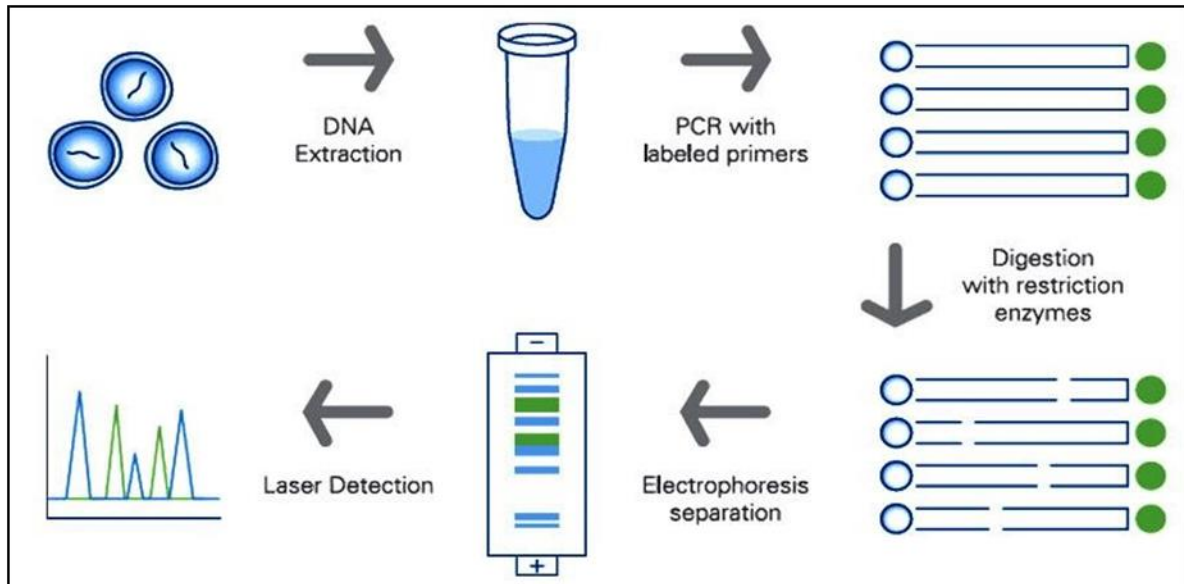 DNA
Extraction
PCR with
labeled primers
Digestion
with restriction
enzymes
−
Laser Detection
Electrophoresis
separation
+